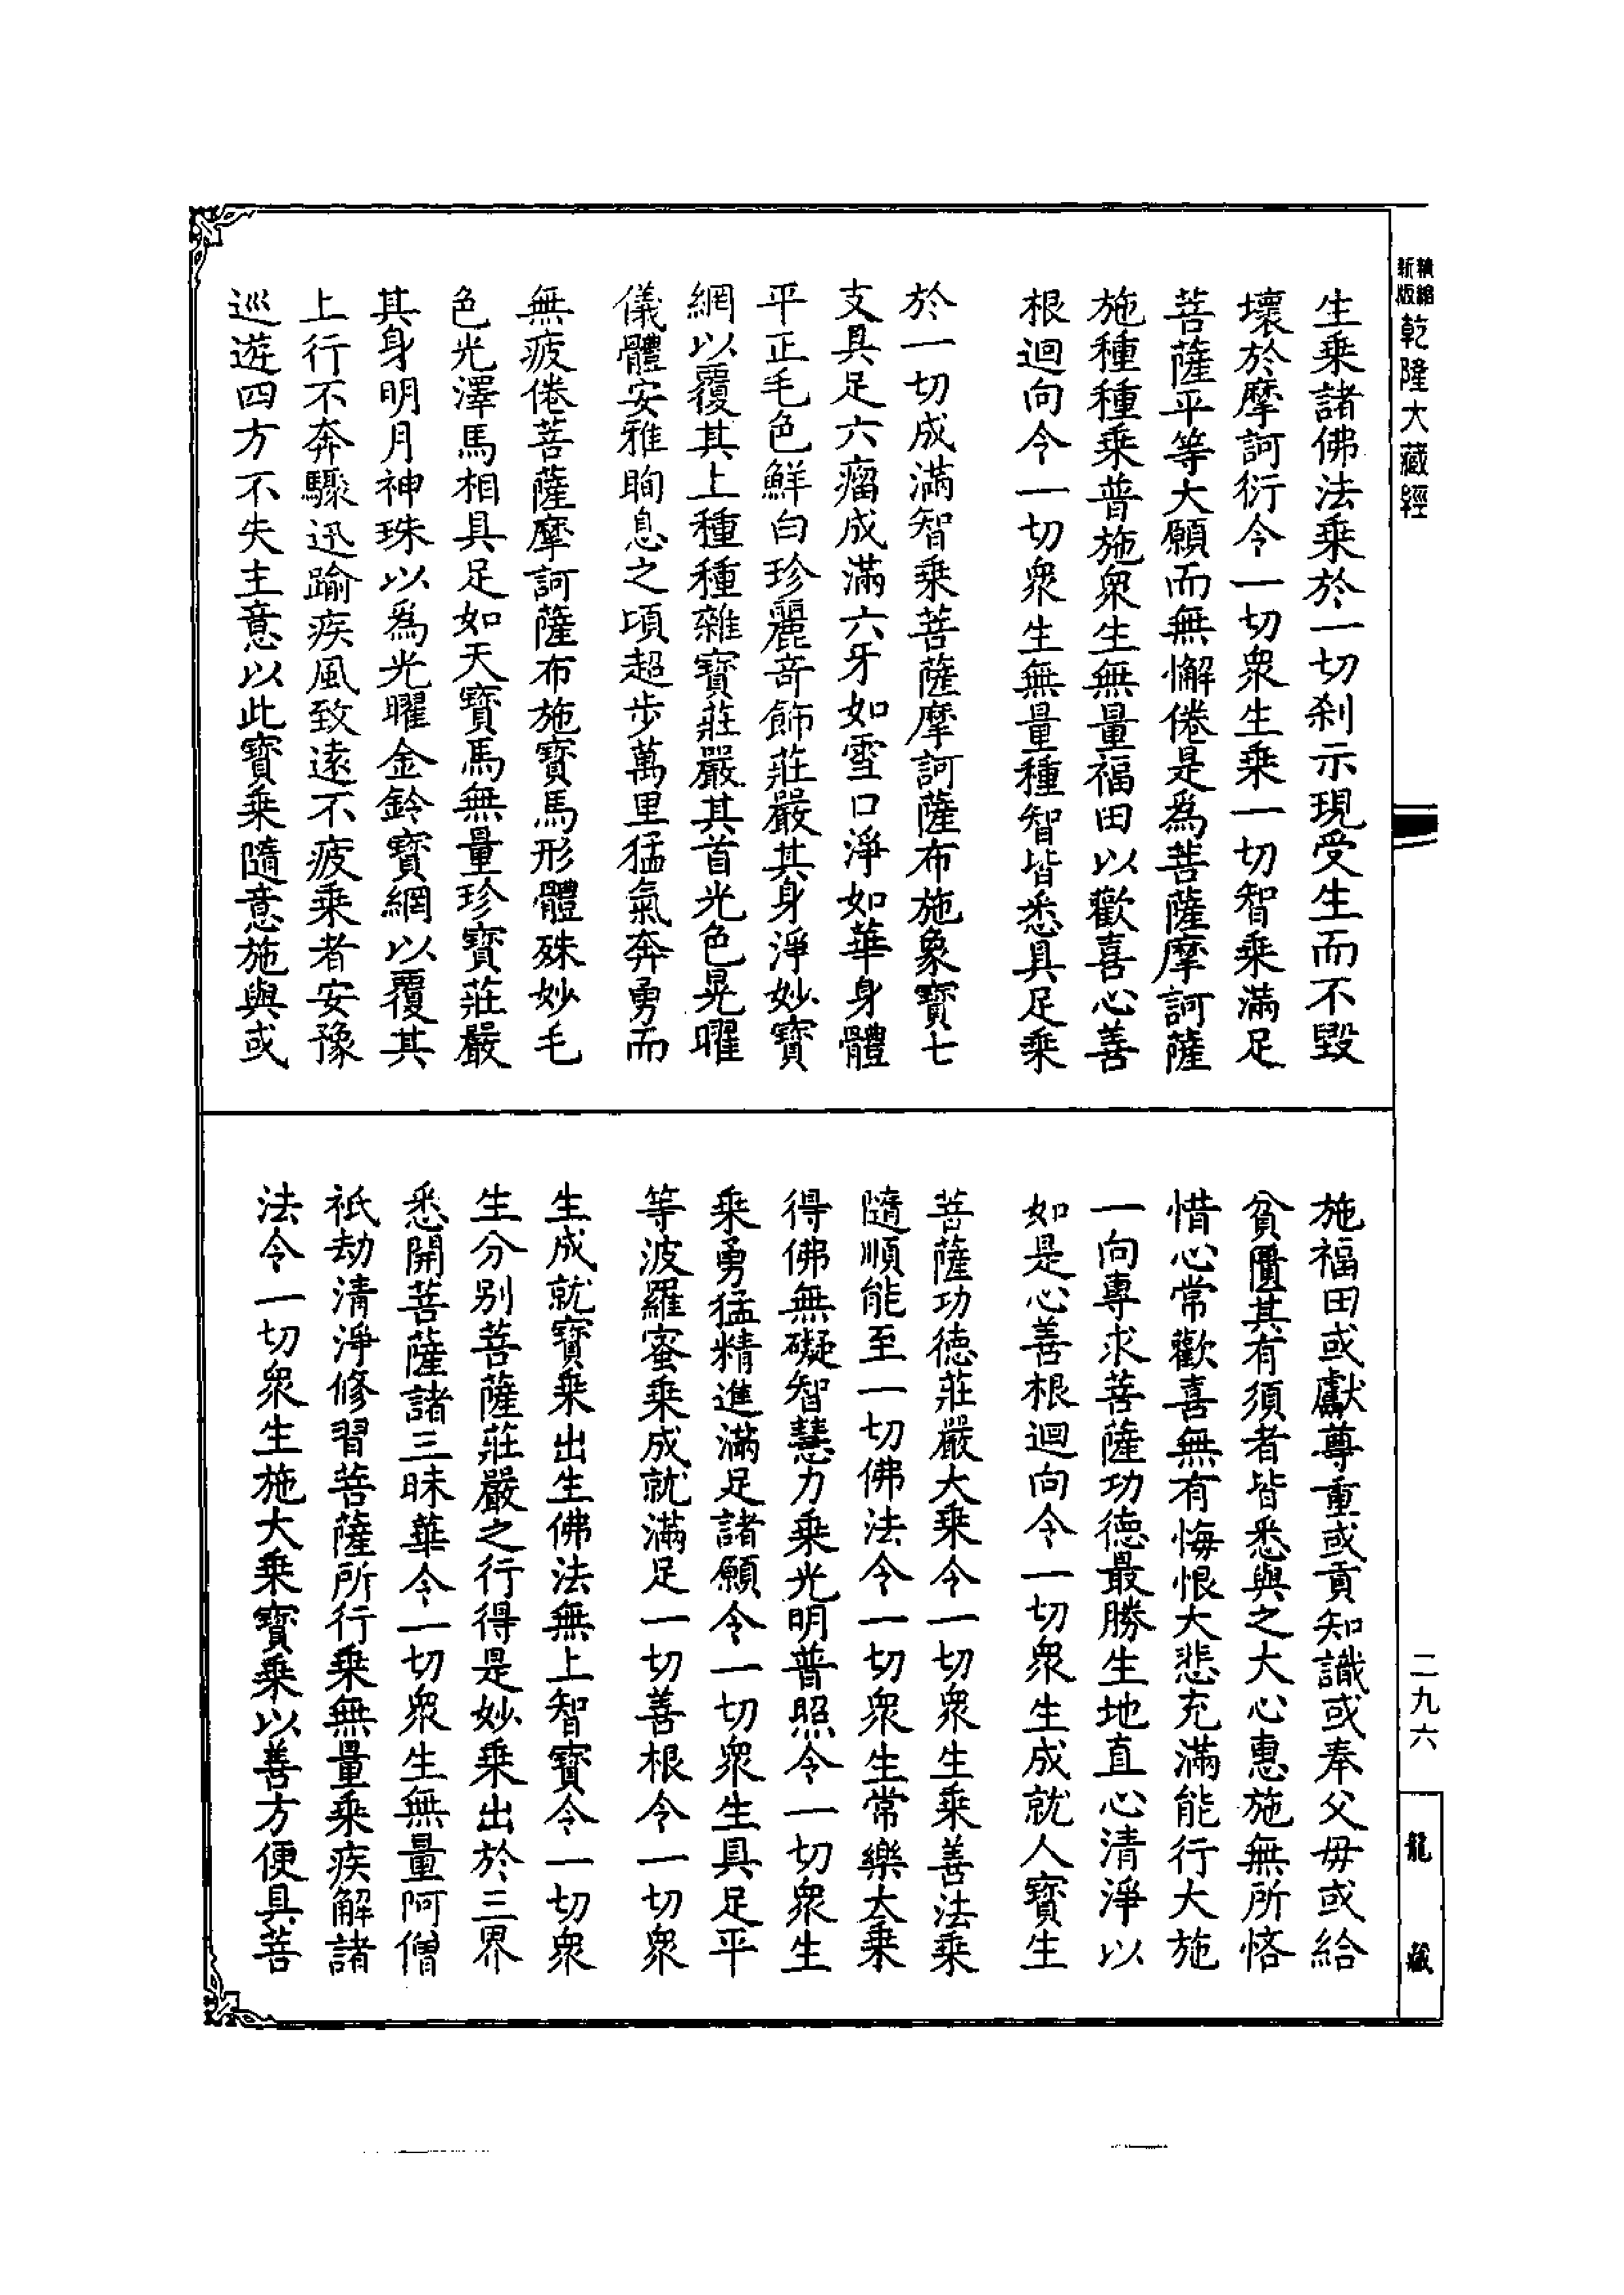 精縮
新版
乾隆大藏經
生乘諸佛法乘於一切刹示現受生而不毀
壞於摩訶衍令一切衆生乘一切智乘滿足
菩薩平等大願而無懈倦是爲菩薩摩訶薩
施種種乘普施衆生無量福田以歡喜心善
根迴向令一切衆生無量種智皆悉具足乘
於一切成滿智乘菩薩摩訶薩布施象寶七
支具足六瘤成滿六牙如雪口淨如華身體
平正毛色鮮白珍麗奇飾莊嚴其身淨妙寶
網以覆其上種種雜寶莊嚴其首光色晃曜
儀體安雅眴息之頃超步萬里猛氣奔勇而
無疲倦菩薩摩訶薩布施寶馬形體殊妙毛
色光澤馬相具足如天寶馬無量珍寶莊嚴
其身明月神珠以爲光曜金鈴寶網以覆其
上行不奔驟迅踰疾風致遠不疲乘者安豫
巡遊四方不失主意以此寶乘隨意施與或
施福田或獻尊重或貢知識或奉父母或給
貧匱其有須者皆悉與之大心惠施無所悋
惜心常歡喜無有悔恨大悲充滿能行大施
一向專求菩薩功德最勝生地直心清淨以
如是心善根迴向令一切衆生成就人寶生
菩薩功德莊嚴大乘令一切衆生乘善法乘
隨順能至一切佛法令一切衆生常樂大乘
得佛無礙智慧力乘光明普照令一切衆生
乘勇猛精進滿足諸願令一切衆生具足平
等波羅蜜乘成就滿足一切善根令一切衆
生成就寶乘出生佛法無上智寶令一切衆
生分別菩薩莊嚴之行得是妙乘出於三界
悉開菩薩諸三昧華令一切衆生無量阿僧
祇劫清淨修習菩薩所行乘無量乘疾解諸
法令一切衆生施大乘寶乘以善方便具菩
二九六
龍
藏